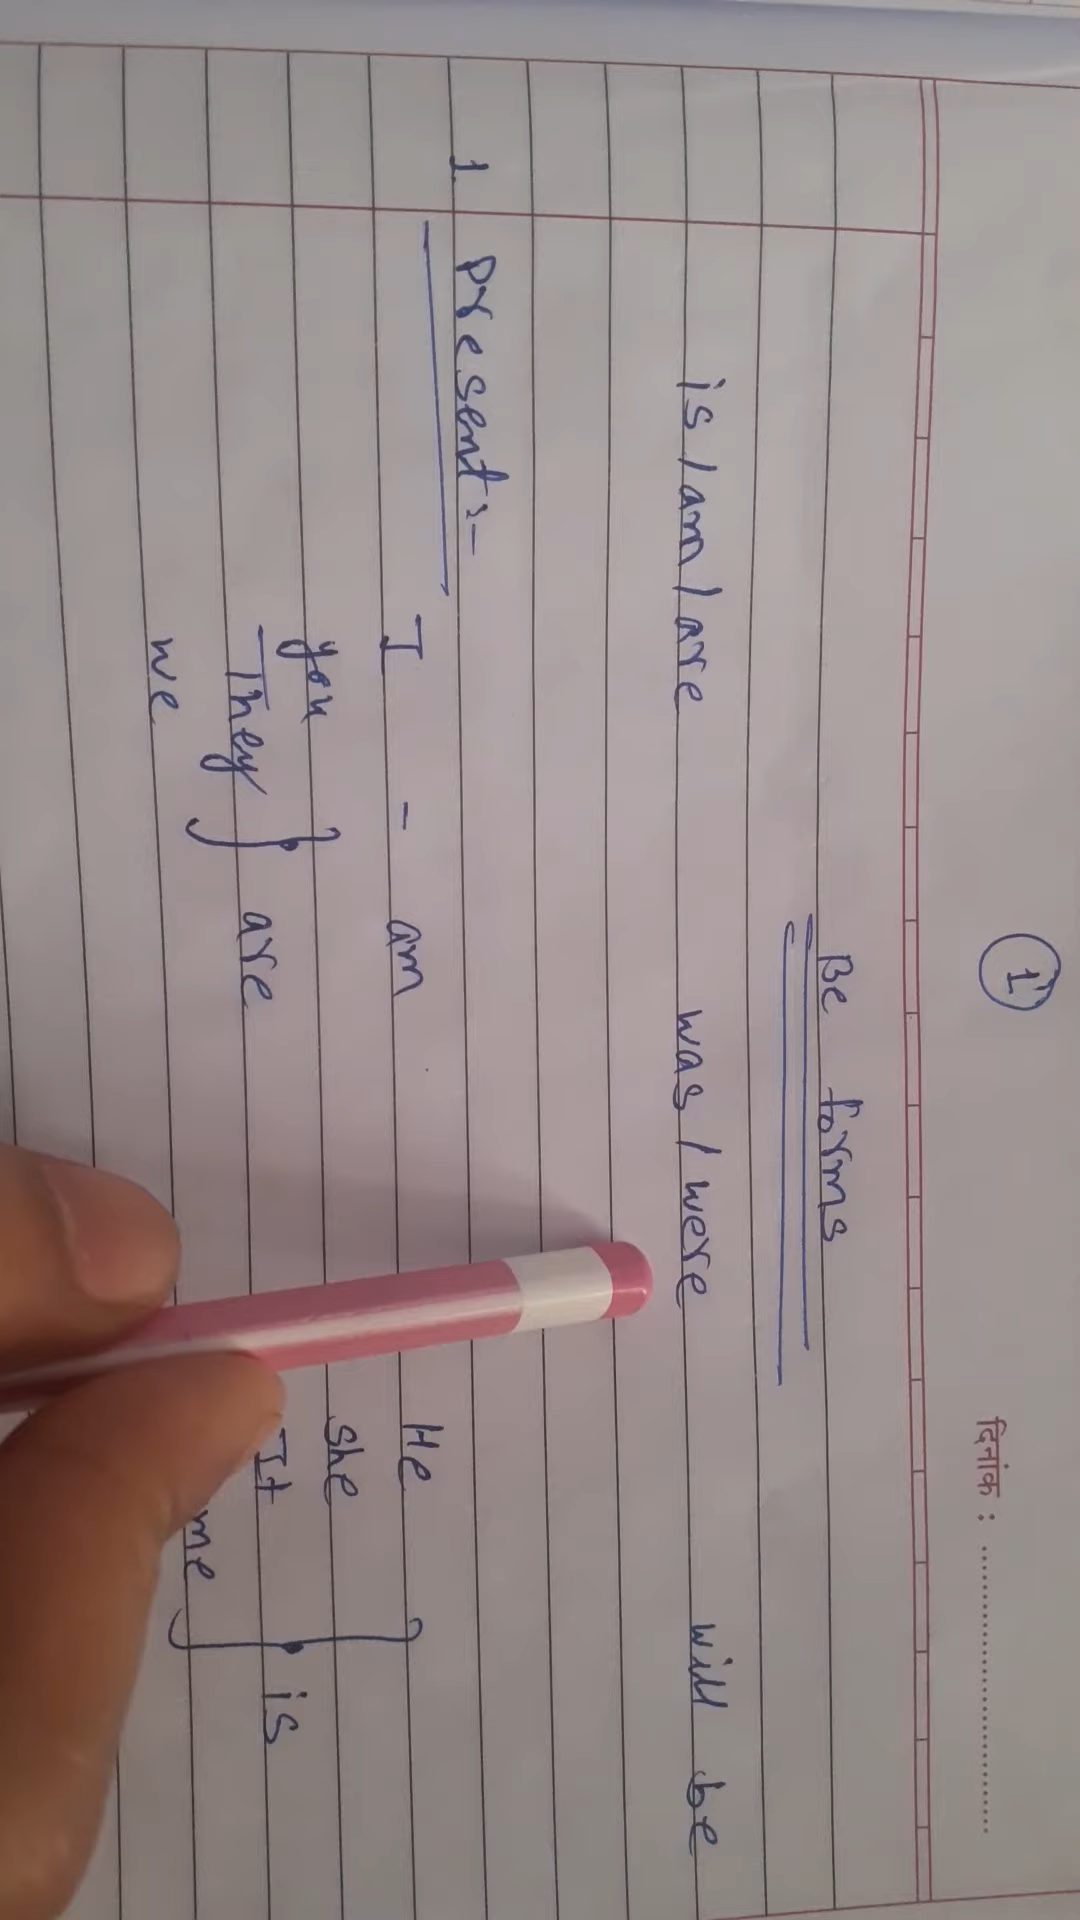 1
दिनांक : ........................
Be forms
is / am / are was / were will be
1. Present :-
I - am He
you She
They } are It } is
we